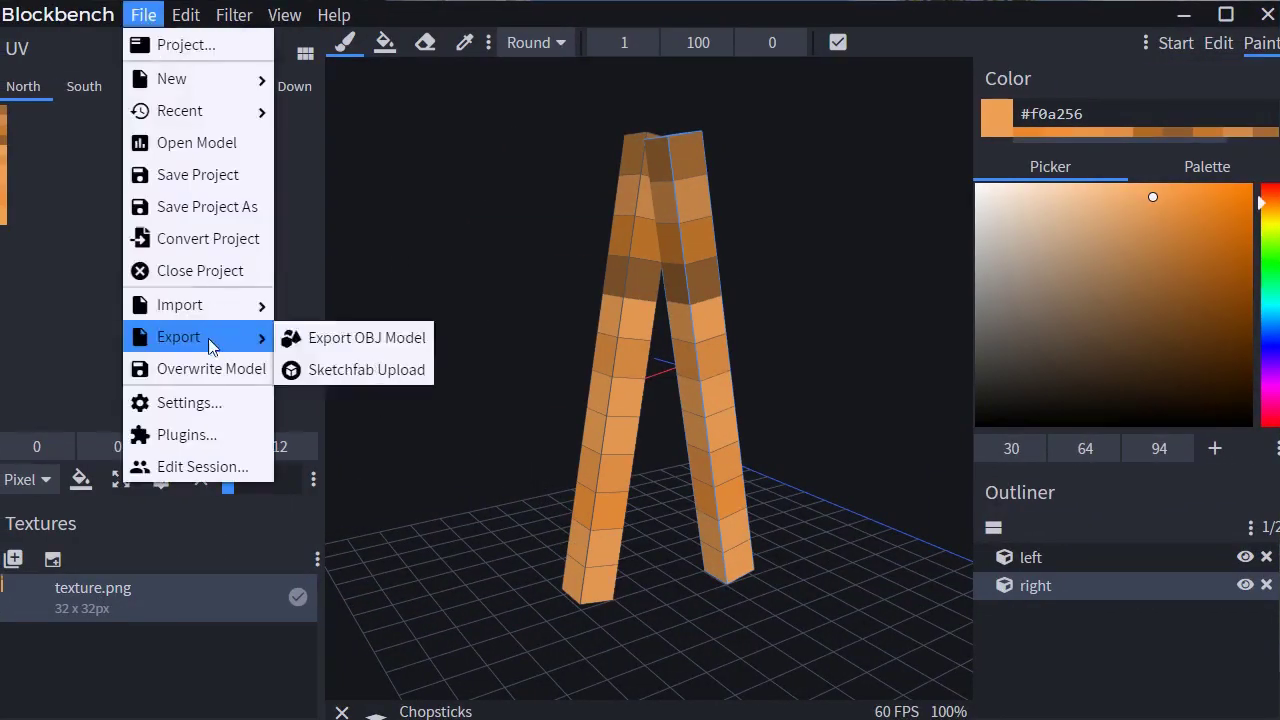 Blockbench File Edit Filter View Help
UV
North South Down
Project...
New
Recent
Open Model
Save Project
Save Project As
Convert Project
Close Project
Import
Export
Overwrite Model
Settings...
Plugins...
Edit Session...
Export OBJ Model
Sketchfab Upload
Round 1 100 0
Start Edit Paint
Color
#f0a256
Picker Palette
30 64 94
0 0 12
Pixel
Textures
texture.png
32 x 32px
Outliner
1/2
left
right
Chopsticks 60 FPS 100%